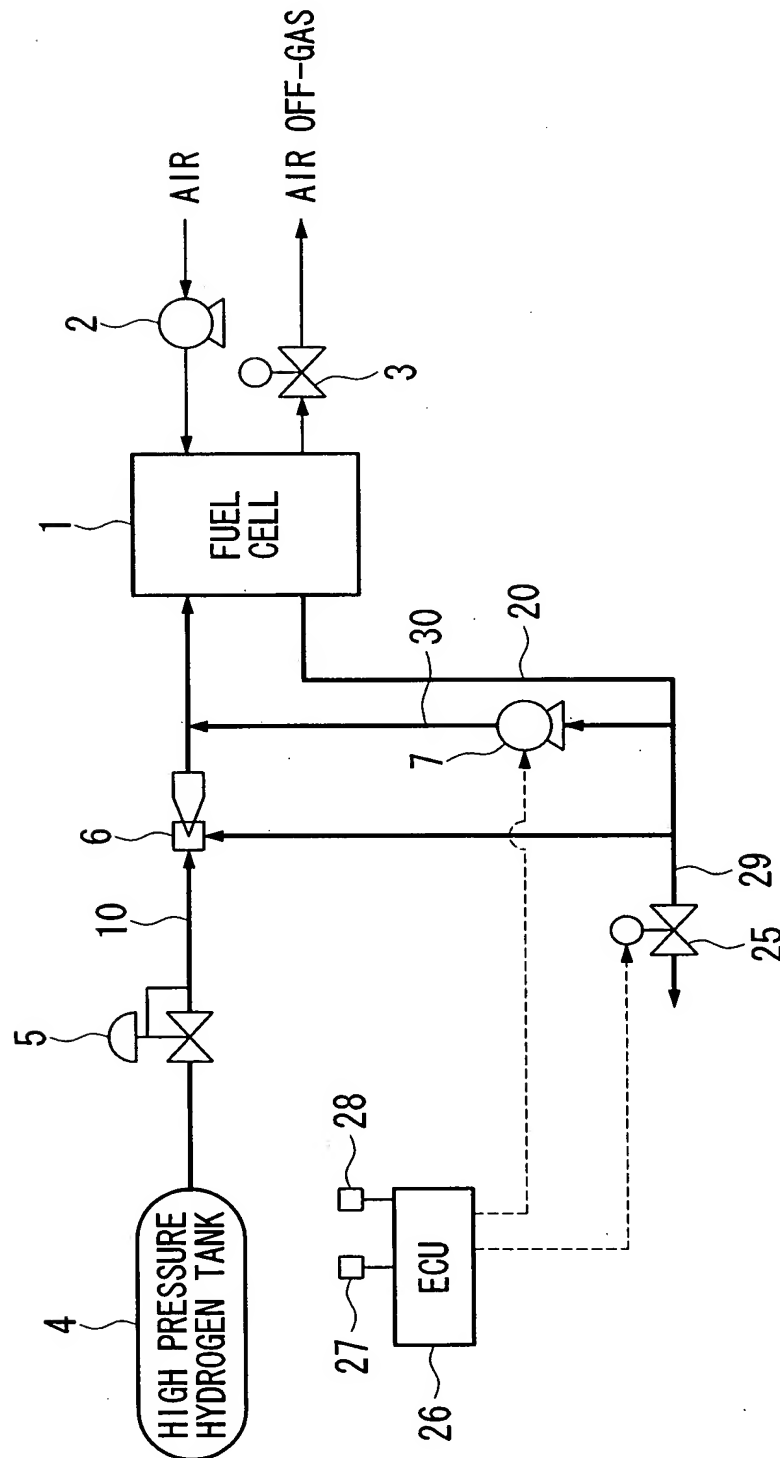 4
HIGH PRESSURE
HYDROGEN TANK
5
10
6
1
FUEL
CELL
2
AIR
3
AIR OFF-GAS
30
20
7
27
28
ECU
26
29
25